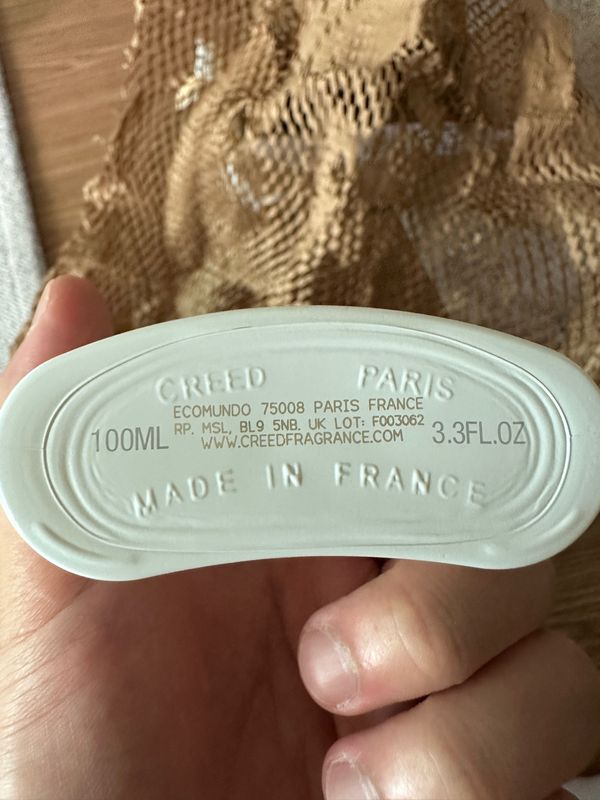 CREED PARIS
ECOMUNDO 75008 PARIS FRANCE
100ML RP. MSL, BL9 5NB. UK LOT: F003062 3.3FL.OZ
WWW.CREEDFRAGRANCE.COM
MADE IN FRANCE